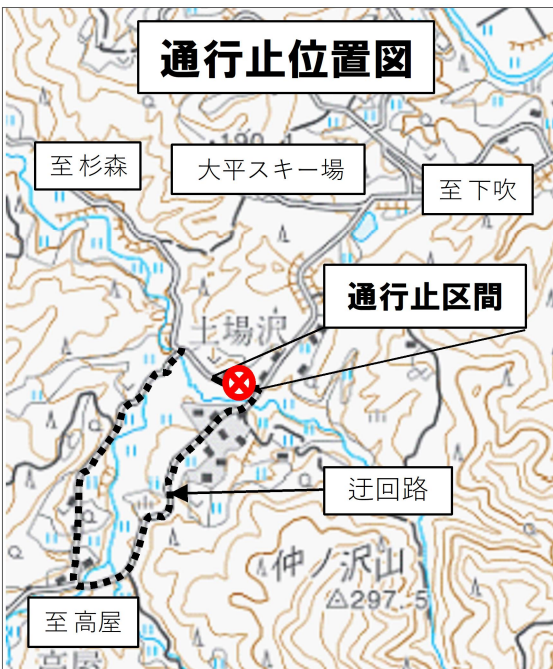 通行止位置図
至 杉森
大平スキー場
至 下吹
通行止区間
土場沢
迂回路
仲ノ沢山
△297.5
至 高屋
高屋